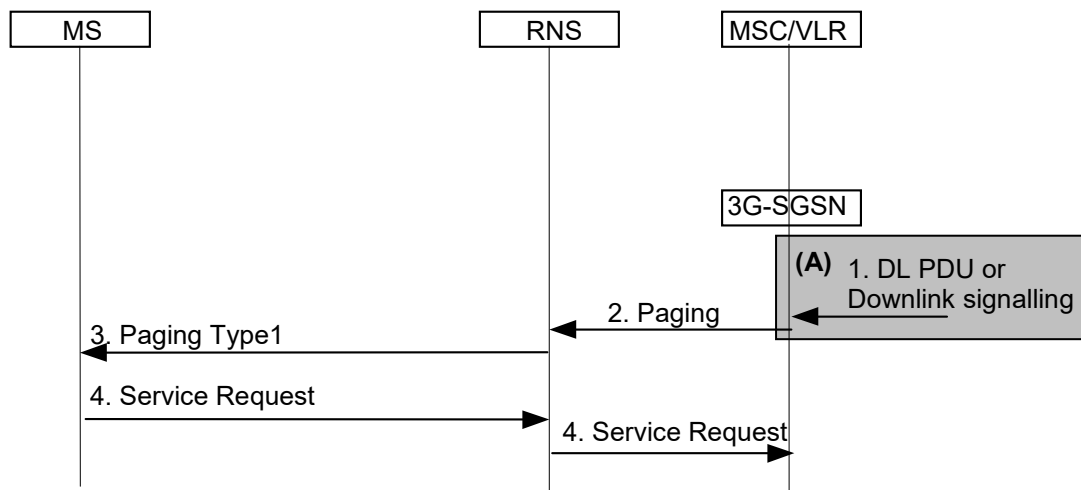 MS
RNS
MSC/VLR
3G-SGSN
(A) 1. DL PDU or
Downlink signalling
2. Paging
3. Paging Type1
4. Service Request
4. Service Request